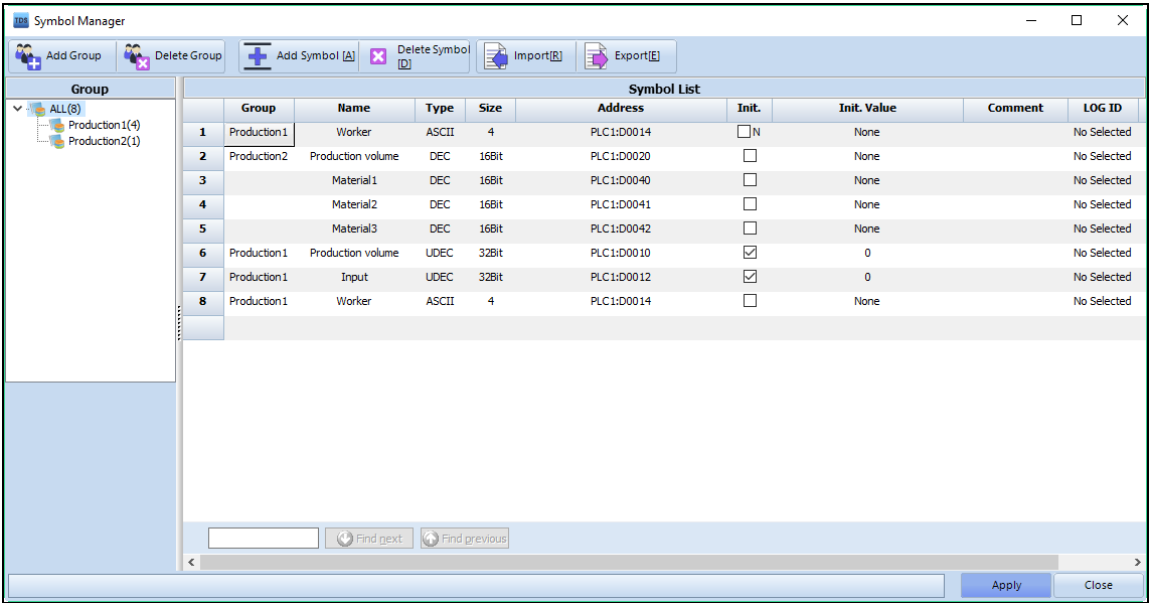 TDS Symbol Manager
Add Group Delete Group Add Symbol [A] Delete Symbol [D] Import[R] Export[E]
Group
ALL(8)
Production1(4)
Production2(1)
Symbol List
Group Name Type Size Address Init. Init. Value Comment LOG ID
1 Production1 Worker ASCII 4 PLC1:D0014 N None No Selected
2 Production2 Production volume DEC 16Bit PLC1:D0020 None No Selected
3 Material1 DEC 16Bit PLC1:D0040 None No Selected
4 Material2 DEC 16Bit PLC1:D0041 None No Selected
5 Material3 DEC 16Bit PLC1:D0042 None No Selected
6 Production1 Production volume UDEC 32Bit PLC1:D0010 0 No Selected
7 Production1 Input UDEC 32Bit PLC1:D0012 0 No Selected
8 Production1 Worker ASCII 4 PLC1:D0014 None No Selected
Find next Find previous
Apply Close